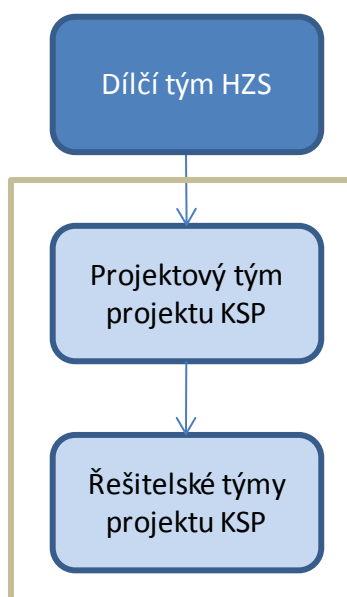 Dílčí tým HZS
Projektový tým
projektu KSP
Řešitelské týmy
projektu KSP